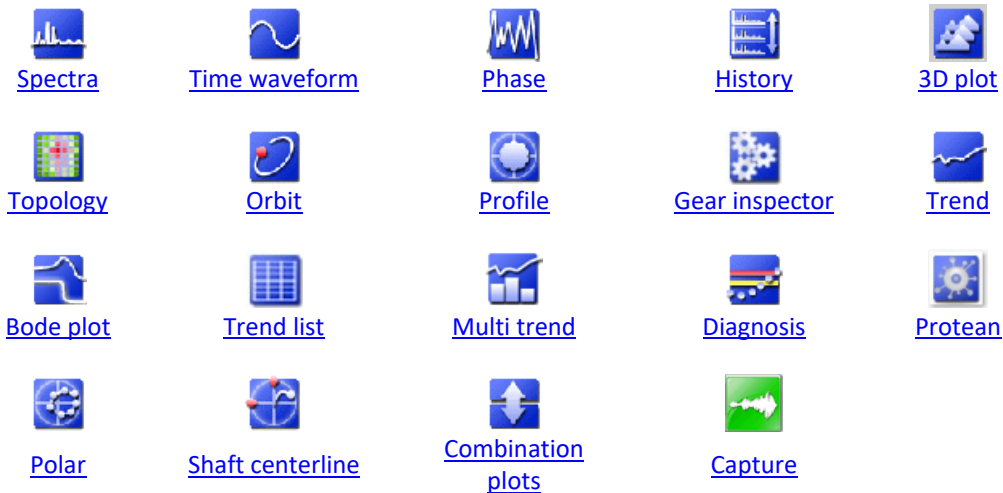 Spectra
Time waveform
Phase
History
3D plot
Topology
Orbit
Profile
Gear inspector
Trend
Bode plot
Trend list
Multi trend
Diagnosis
Protean
Polar
Shaft centerline
Combination
plots
Capture